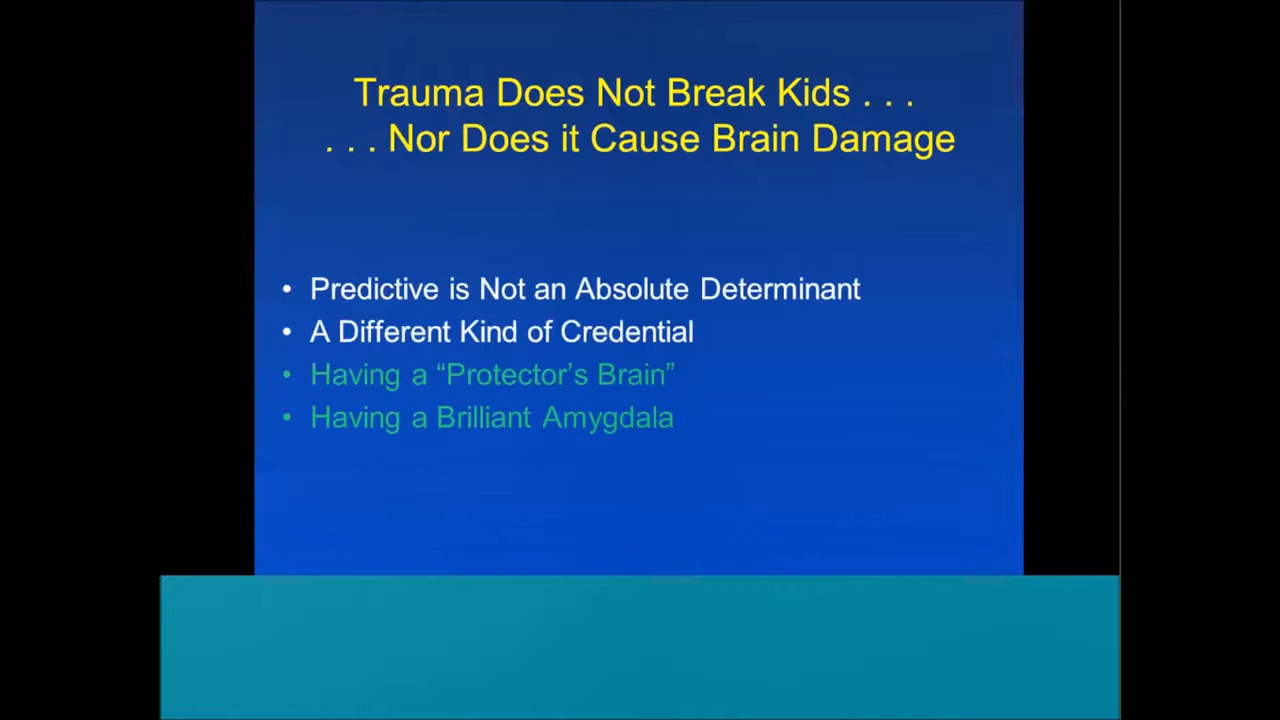 Trauma Does Not Break Kids . . .
. . . Nor Does it Cause Brain Damage
• Predictive is Not an Absolute Determinant
• A Different Kind of Credential
• Having a “Protector’s Brain”
• Having a Brilliant Amygdala